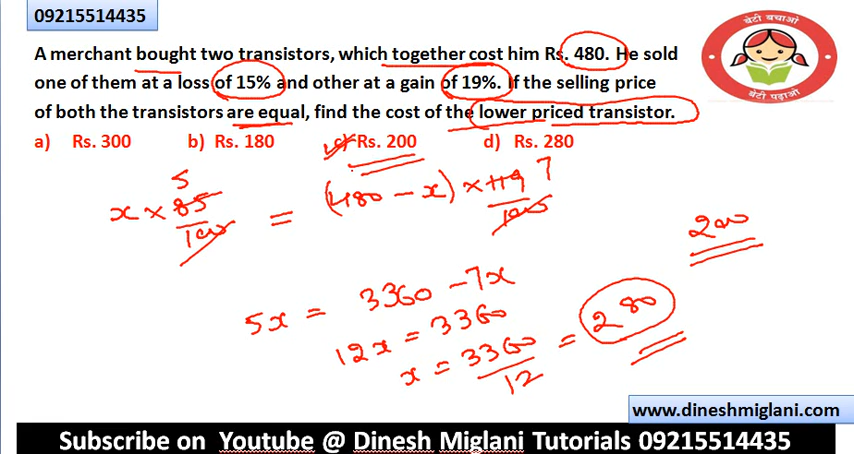 09215514435
बेटी बचाओ
A merchant bought two transistors, which together cost him Rs. 480. He sold
one of them at a loss of 15% and other at a gain of 19%. If the selling price
of both the transistors are equal, find the cost of the lower priced transistor.
a) Rs. 300 b) Rs. 180 c) Rs. 200 d) Rs. 280
बेटी पढ़ाओ
5 7
x × 85/100 = (480 - x) × 119/100
200
5x = 3360 - 7x
12x = 3360
x = 3360/12 = 280
www.dineshmiglani.com
Subscribe on Youtube @ Dinesh Miglani Tutorials 09215514435